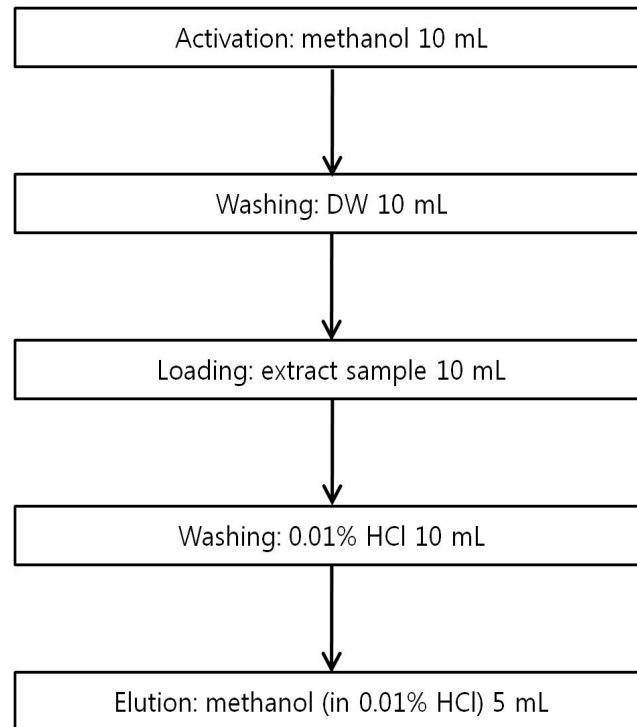 Activation: methanol 10 mL
Washing: DW 10 mL
Loading: extract sample 10 mL
Washing: 0.01% HCl 10 mL
Elution: methanol (in 0.01% HCl) 5 mL